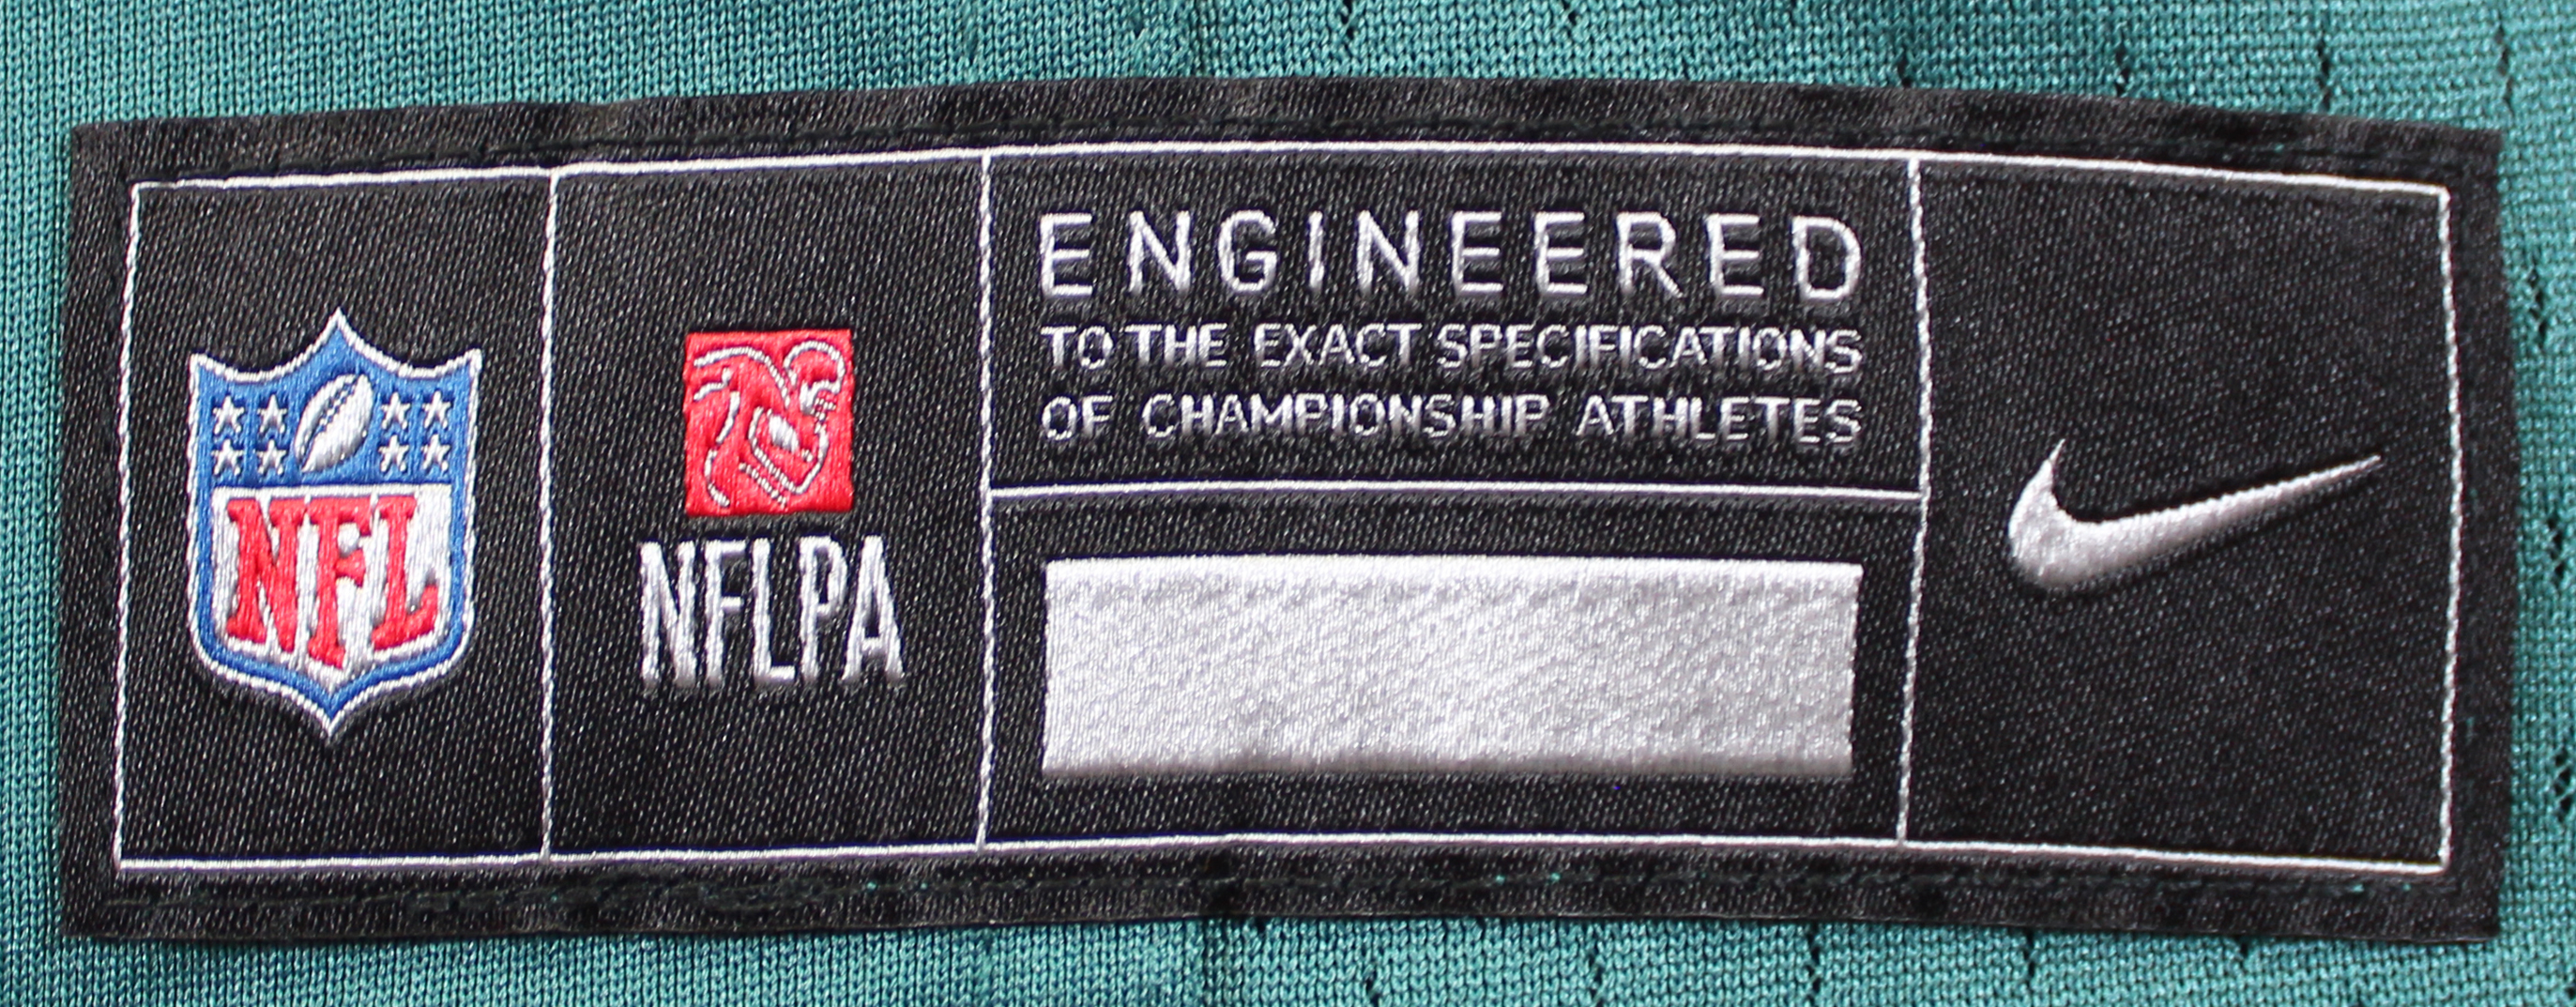 NFL
NFLPA
ENGINEERED
TO THE EXACT SPECIFICATIONS
OF CHAMPIONSHIP ATHLETES